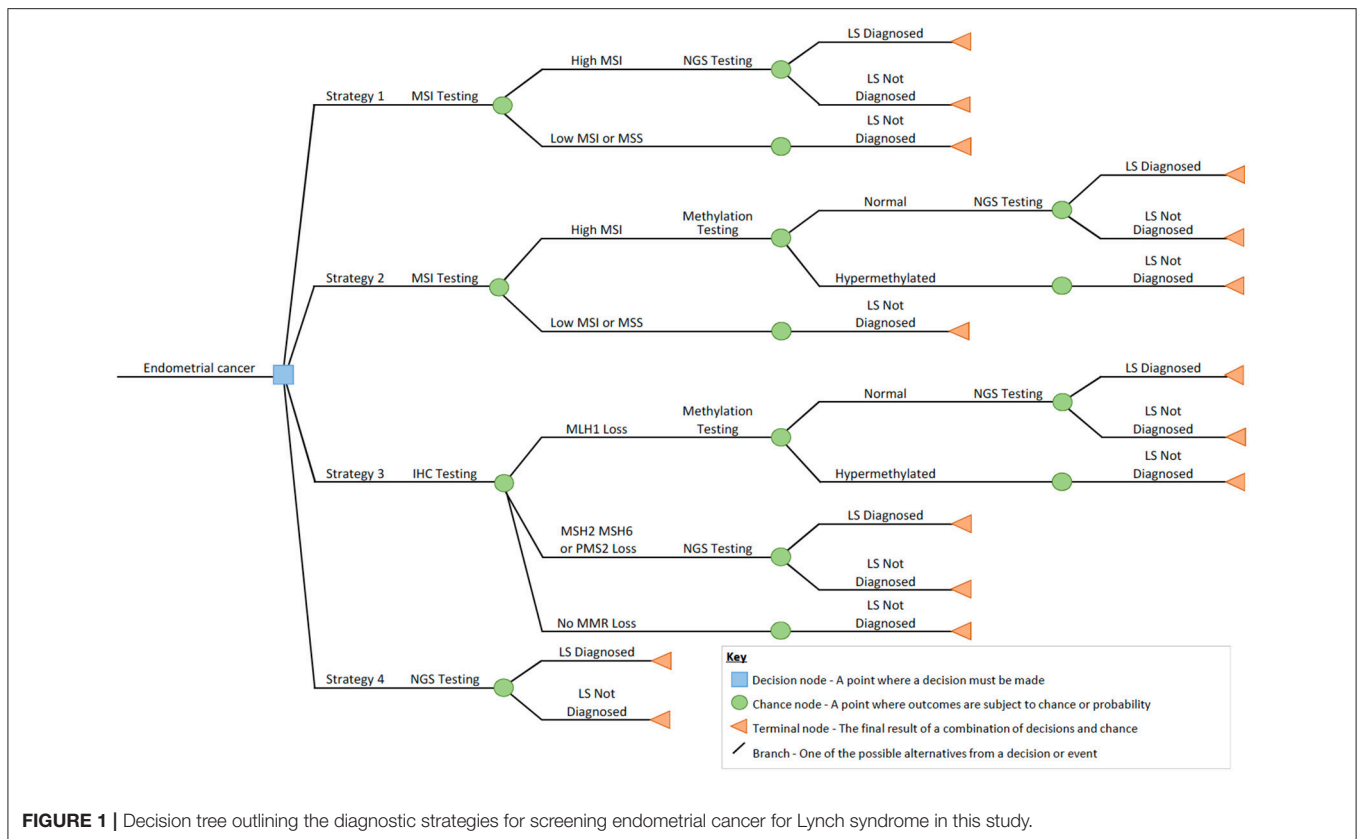 LS Diagnosed
High MSI
NGS Testing
LS Not
Diagnosed
Strategy 1
MSI Testing
LS Not
Diagnosed
Low MSI or MSS
LS Diagnosed
Normal
NGS Testing
Methylation
Testing
High MSI
LS Not
Diagnosed
LS Not
Diagnosed
Hypermethylated
Strategy 2
MSI Testing
LS Not
Diagnosed
Low MSI or MSS
Endometrial cancer
LS Diagnosed
Normal
NGS Testing
Methylation
Testing
MLH1 Loss
LS Not
Diagnosed
LS Not
Diagnosed
Hypermethylated
Strategy 3
IHC Testing
LS Diagnosed
MSH2 MSH6
or PMS2 Loss
NGS Testing
LS Not
Diagnosed
LS Not
Diagnosed
No MMR Loss
LS Diagnosed
Strategy 4
NGS Testing
LS Not
Diagnosed
Key
Decision node - A point where a decision must be made
Chance node - A point where outcomes are subject to chance or probability
Terminal node - The final result of a combination of decisions and chance
Branch - One of the possible alternatives from a decision or event
FIGURE 1 | Decision tree outlining the diagnostic strategies for screening endometrial cancer for Lynch syndrome in this study.